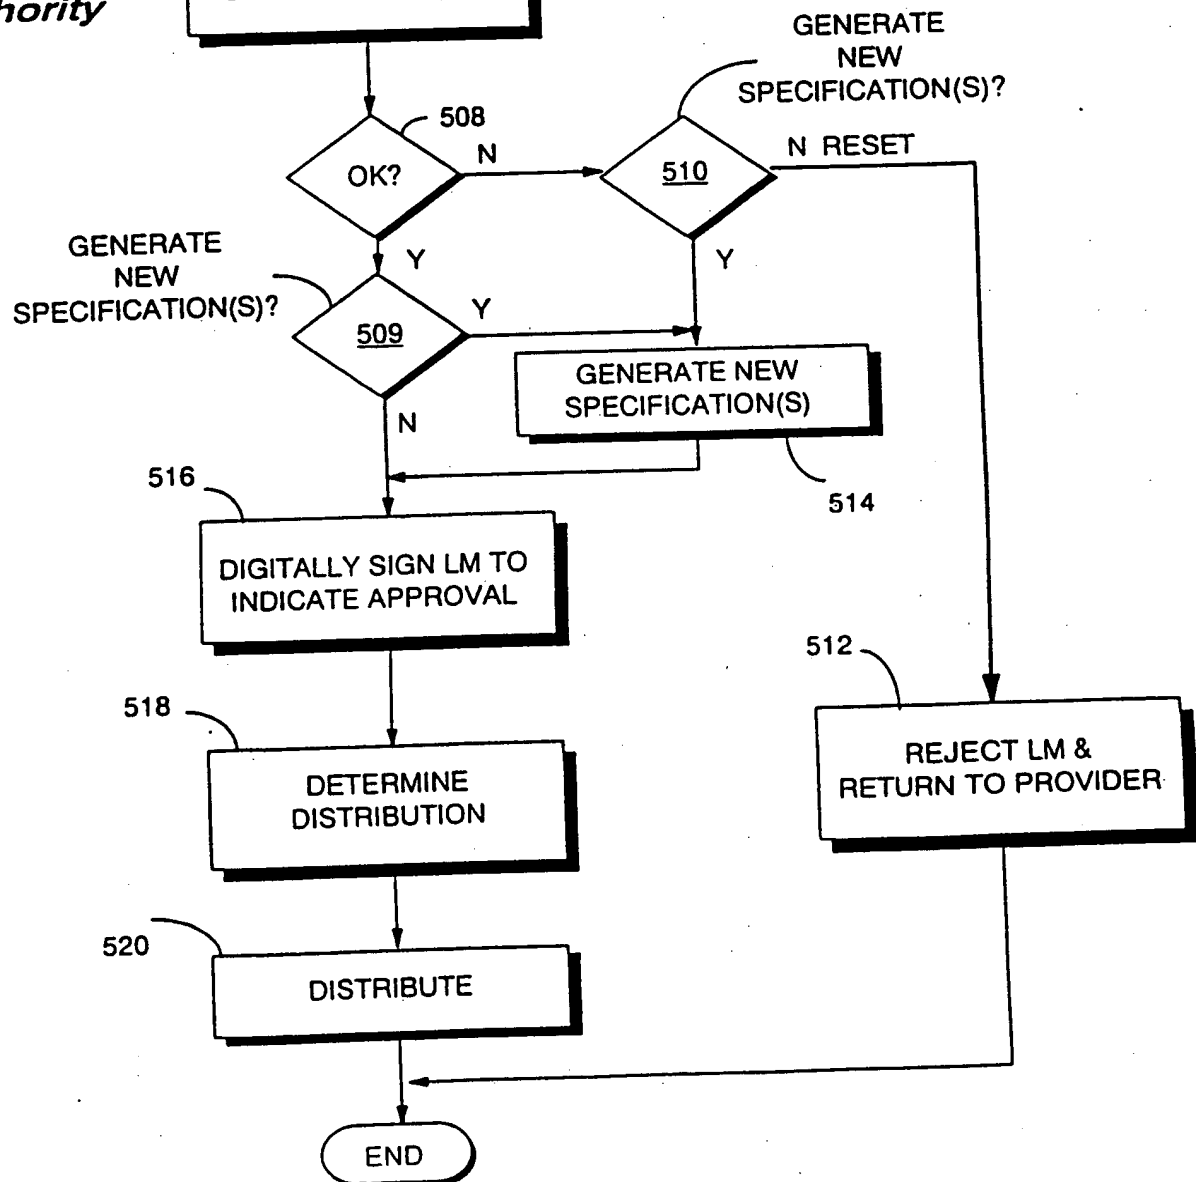 GENERATE
NEW
SPECIFICATION(S)?
508
OK?
N
510
N RESET
GENERATE
NEW
SPECIFICATION(S)?
Y
Y
Y
509
GENERATE NEW
SPECIFICATION(S)
N
514
516
DIGITALLY SIGN LM TO
INDICATE APPROVAL
512
518
REJECT LM &
RETURN TO PROVIDER
DETERMINE
DISTRIBUTION
520
DISTRIBUTE
END